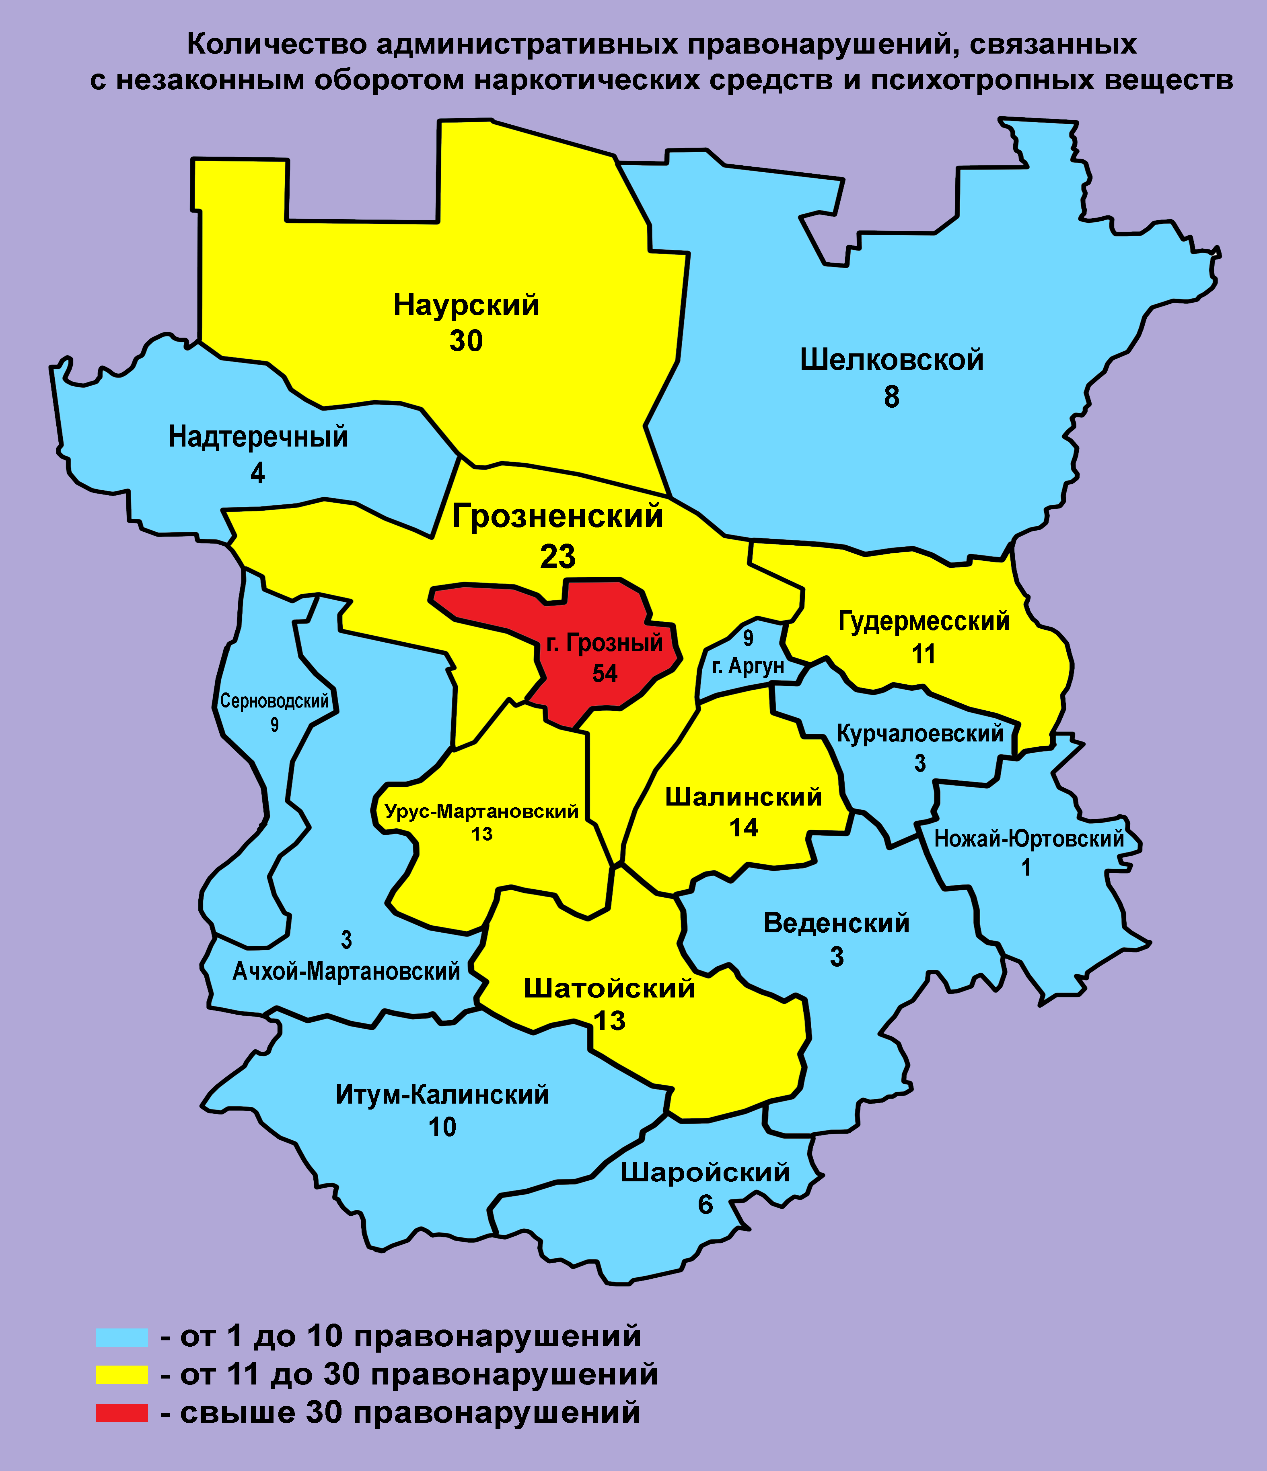 Количество административных правонарушений, связанных
с незаконным оборотом наркотических средств и психотропных веществ
Наурский
30
Шелковской
8
Надтеречный
4
Грозненский
23
Гудермесский
11
г. Грозный
54
9
г. Аргун
Серноводский
9
Курчалоевский
3
Шалинский
14
Урус-Мартановский
13
Ножай-Юртовский
1
Веденский
3
3
Ачхой-Мартановский
Шатойский
13
Итум-Калинский
10
Шаройский
6
- от 1 до 10 правонарушений
- от 11 до 30 правонарушений
- свыше 30 правонарушений